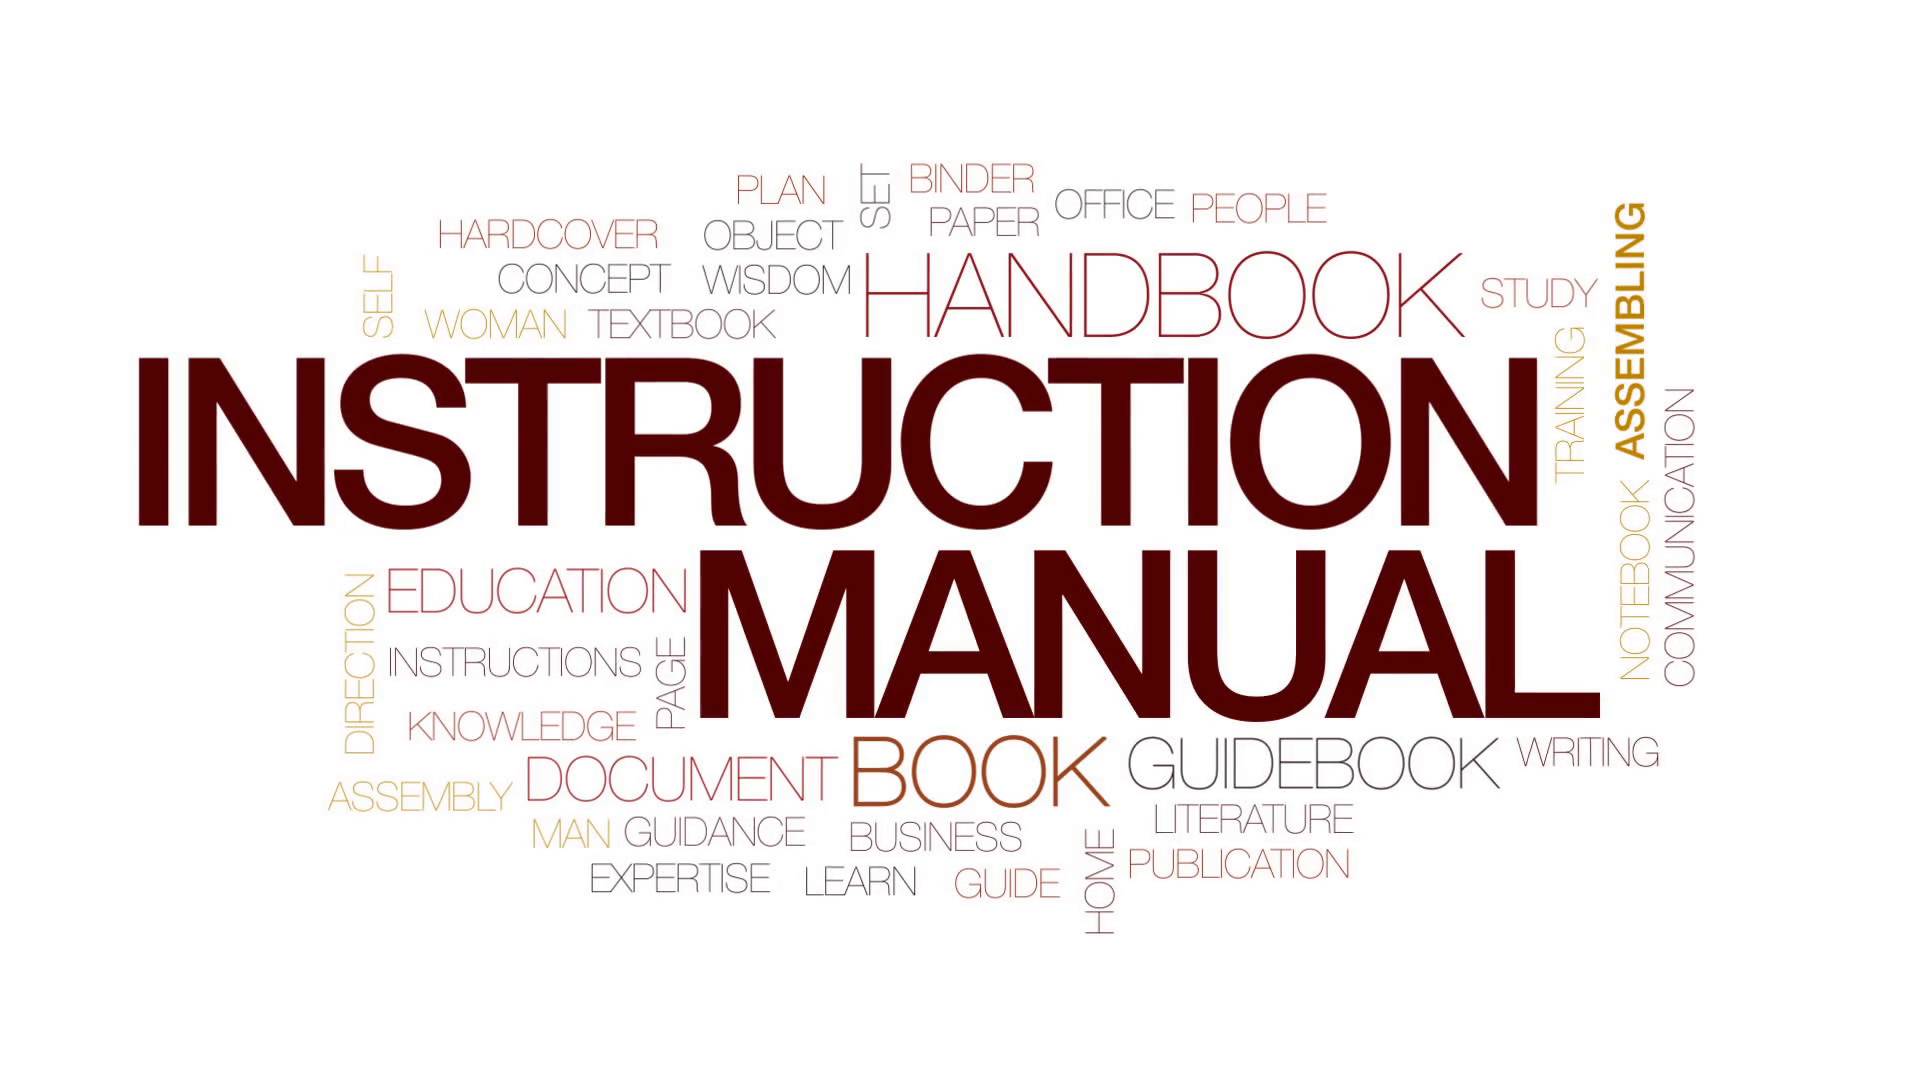 PLAN
SET
BINDER
OFFICE
PEOPLE
HARDCOVER
OBJECT
PAPER
SELF
CONCEPT
WISDOM
HANDBOOK
STUDY
ASSEMBLING
WOMAN
TEXTBOOK
TRAINING
INSTRUCTION
COMMUNICATION
MANUAL
NOTEBOOK
EDUCATION
DIRECTION
INSTRUCTIONS
PAGE
KNOWLEDGE
DOCUMENT
BOOK
GUIDEBOOK
WRITING
ASSEMBLY
MAN
GUIDANCE
BUSINESS
LITERATURE
EXPERTISE
LEARN
GUIDE
HOME
PUBLICATION